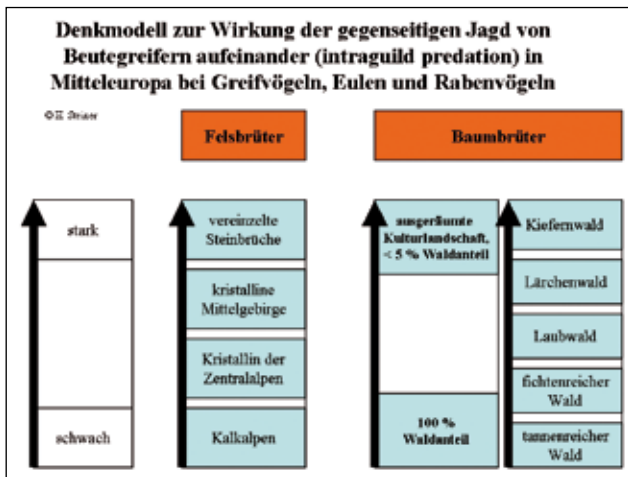 Denkmodell zur Wirkung der gegenseitigen Jagd von
Beutegreifern aufeinander (intraguild predation) in
Mitteleuropa bei Greifvögeln, Eulen und Rabenvögeln
© H. Steiner
Felsbrüter
Baumbrüter
stark
schwach
vereinzelte
Steinbrüche
kristalline
Mittelgebirge
Kristallin der
Zentralalpen
Kalkalpen
ausgeräumte
Kulturlandschaft,
< 5 % Waldanteil
100 %
Waldanteil
Kiefernwald
Lärchenwald
Laubwald
fichtenreicher
Wald
tannenreicher
Wald